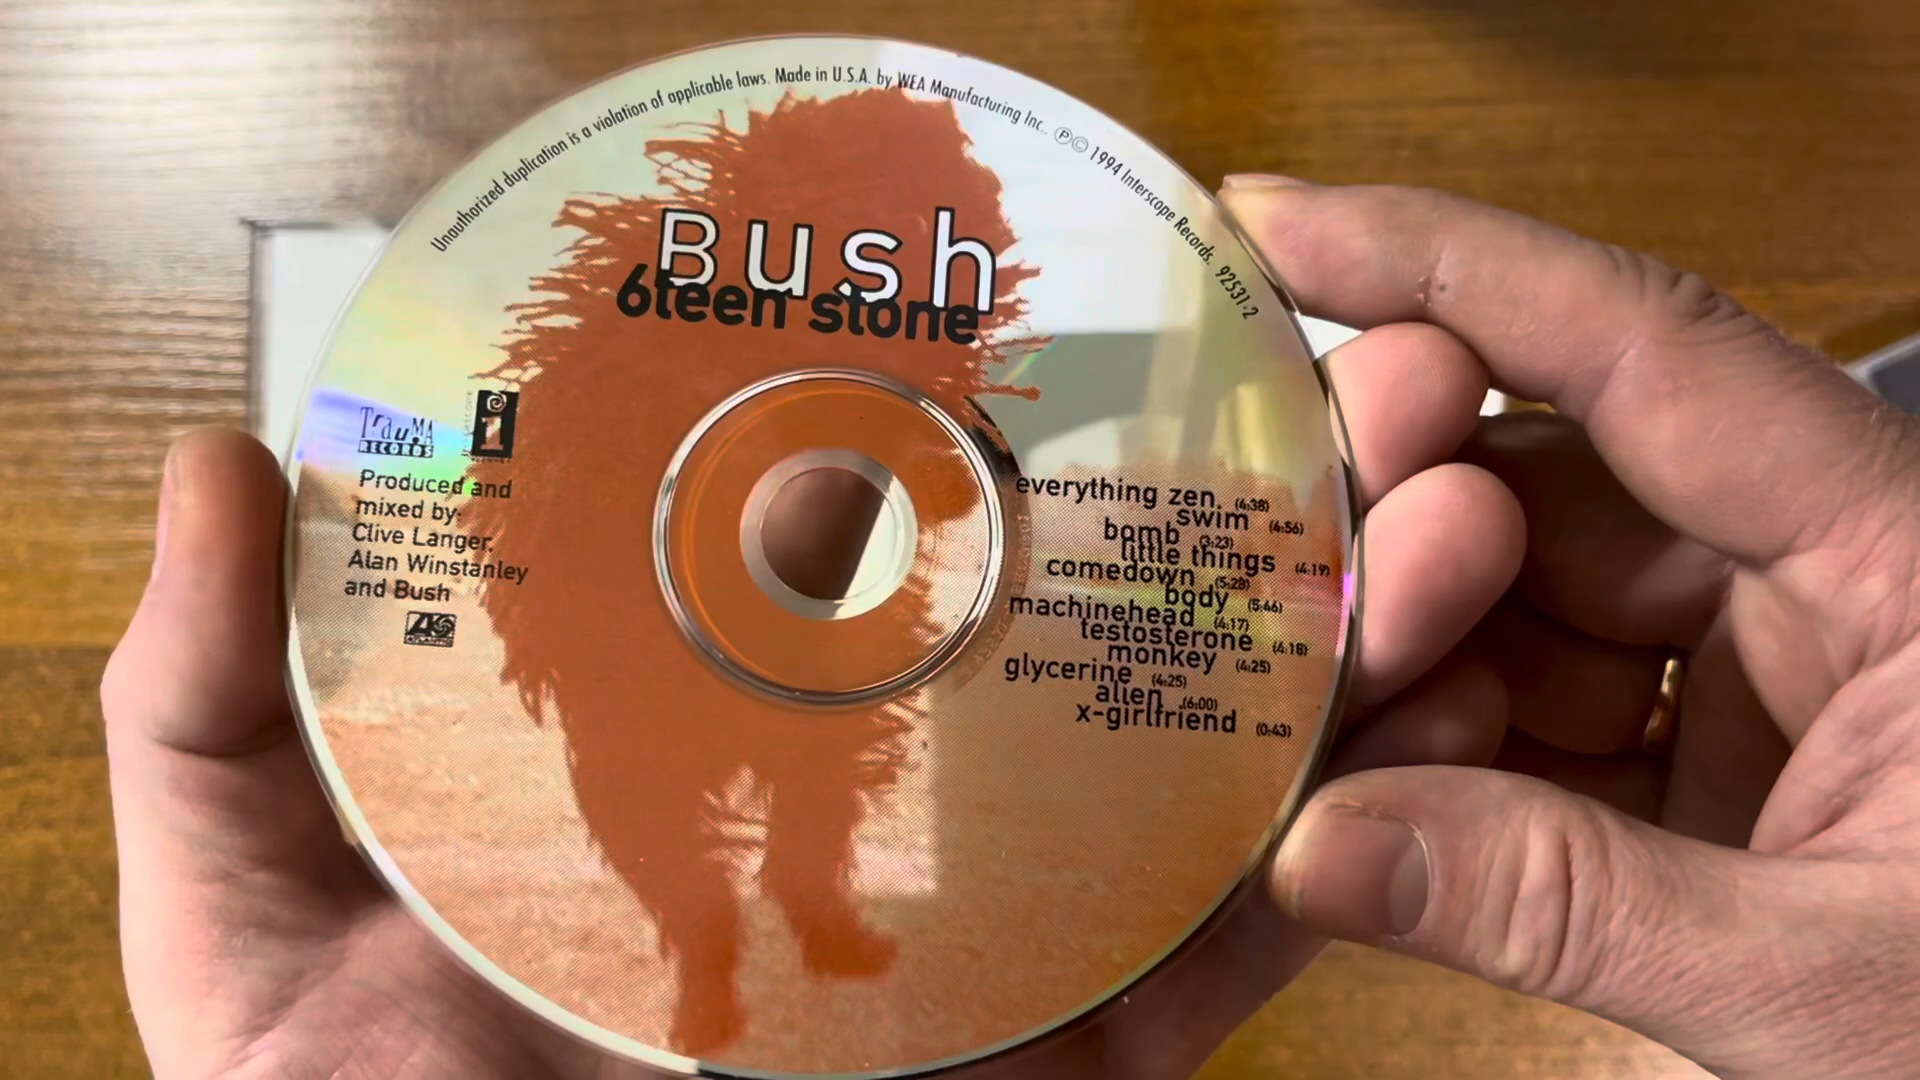 Unauthorized duplication is a violation of applicable laws. Made in U.S.A. by WEA Manufacturing Inc.. ℗© 1994 Interscope Records. 92531-2
Bush
6teen stone
TrauMA
RECORDS
i
Produced and
mixed by:
Clive Langer,
Alan Winstanley
and Bush
ATLANTIC
everything zen. (4:38)
swim (4:56)
bomb (3:23)
little things (4:19)
comedown (5:28)
body (5:46)
machinehead (4:17)
testosterone (4:18)
monkey (4:25)
glycerine (4:25)
alien (6:00)
x-girlfriend (0:43)